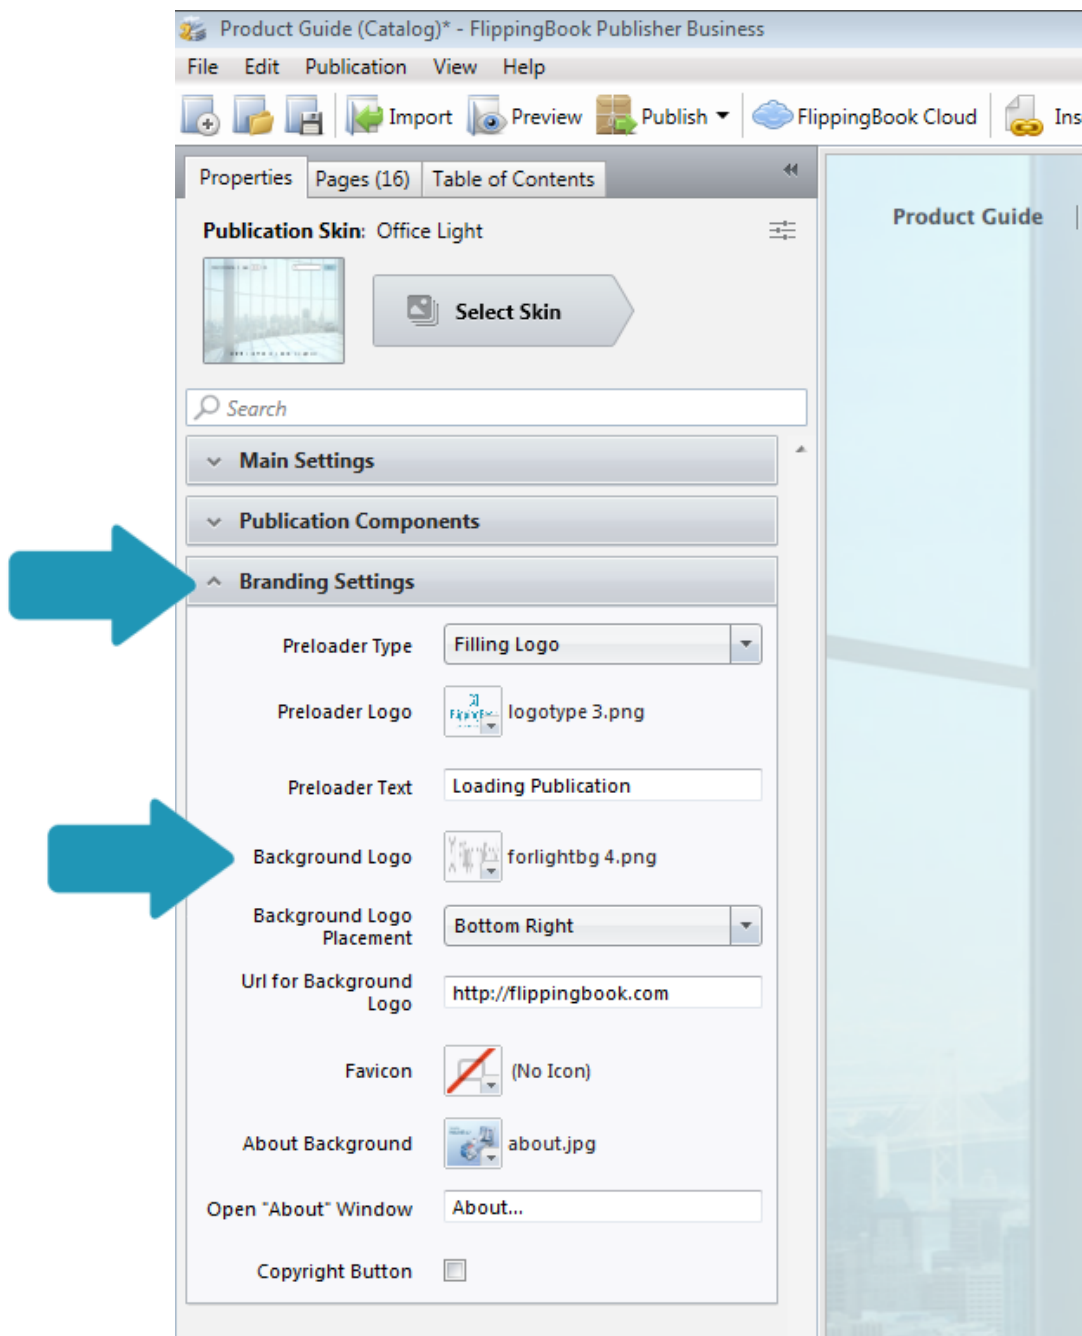 Product Guide (Catalog)* - FlippingBook Publisher Business
File Edit Publication View Help
Import Preview Publish FlippingBook Cloud
Properties Pages (16) Table of Contents
Publication Skin: Office Light
Product Guide
Select Skin
Search
Main Settings
Publication Components
Branding Settings
Preloader Type Filling Logo
Preloader Logo logotype 3.png
Preloader Text Loading Publication
Background Logo forlightbg 4.png
Background Logo
Placement Bottom Right
Url for Background
Logo http://flippingbook.com
Favicon (No Icon)
About Background about.jpg
Open "About" Window About...
Copyright Button